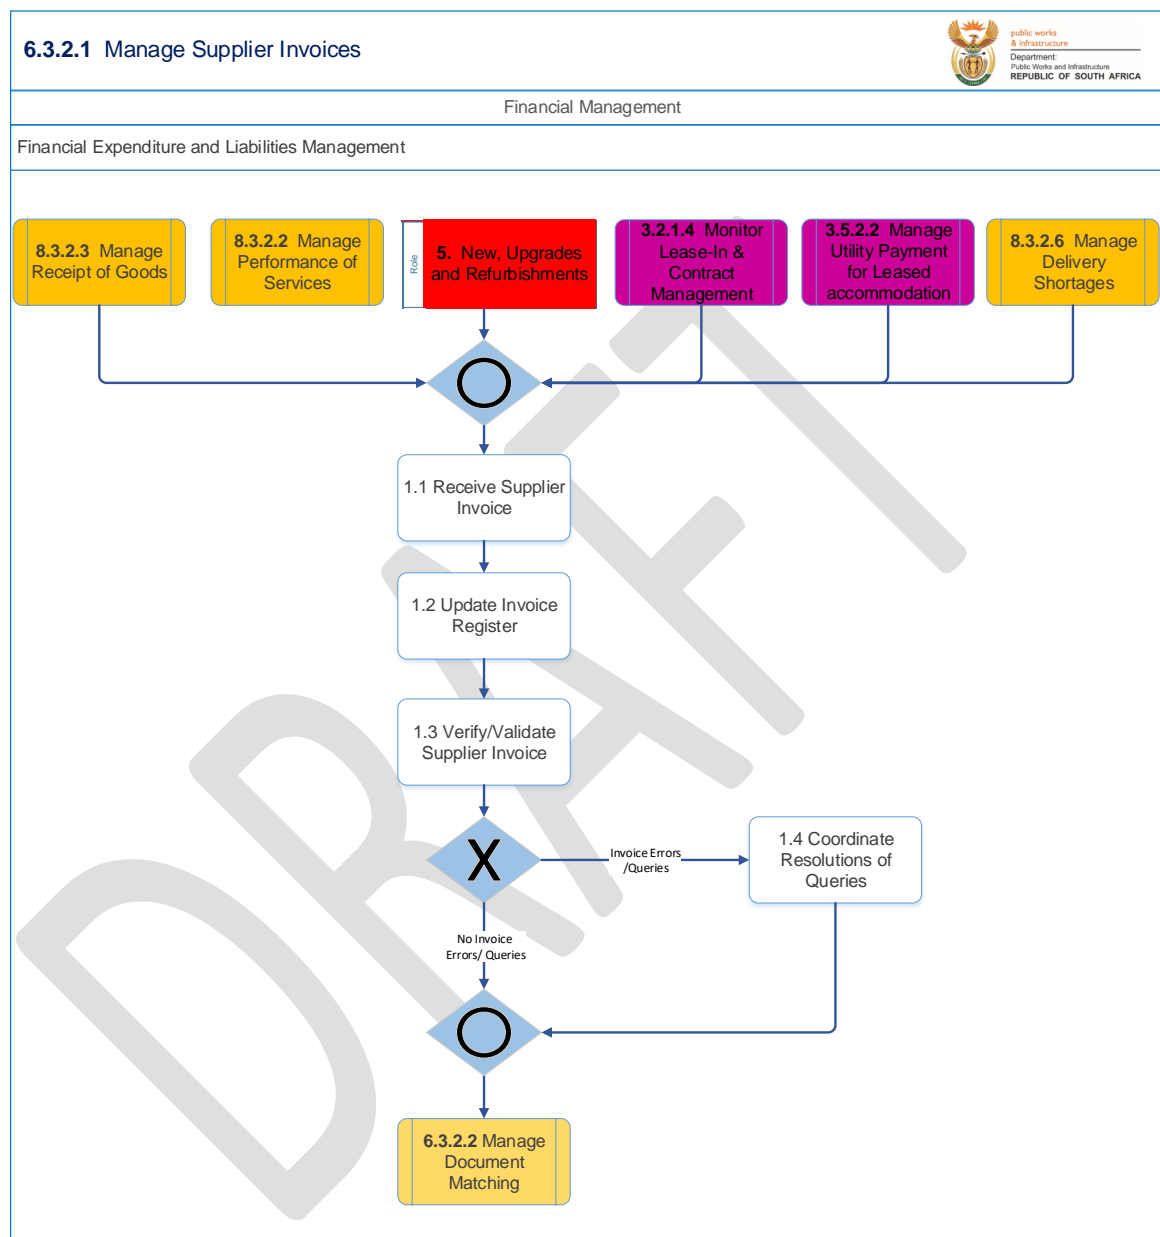 6.3.2.1 Manage Supplier Invoices
public works
& infrastructure
Department:
Public Works and Infrastructure
REPUBLIC OF SOUTH AFRICA
Financial Management
Financial Expenditure and Liabilities Management
8.3.2.3 Manage
Receipt of Goods
8.3.2.2 Manage
Performance of
Services
Role
5. New, Upgrades
and Refurbishments
3.2.1.4 Monitor
Lease-In &
Contract
Management
3.5.2.2 Manage
Utility Payment
for Leased
accommodation
8.3.2.6 Manage
Delivery
Shortages
1.1 Receive Supplier
Invoice
1.2 Update Invoice
Register
1.3 Verify/Validate
Supplier Invoice
X
Invoice Errors
/Queries
1.4 Coordinate
Resolutions of
Queries
No Invoice
Errors/ Queries
6.3.2.2 Manage
Document
Matching
DRAFT